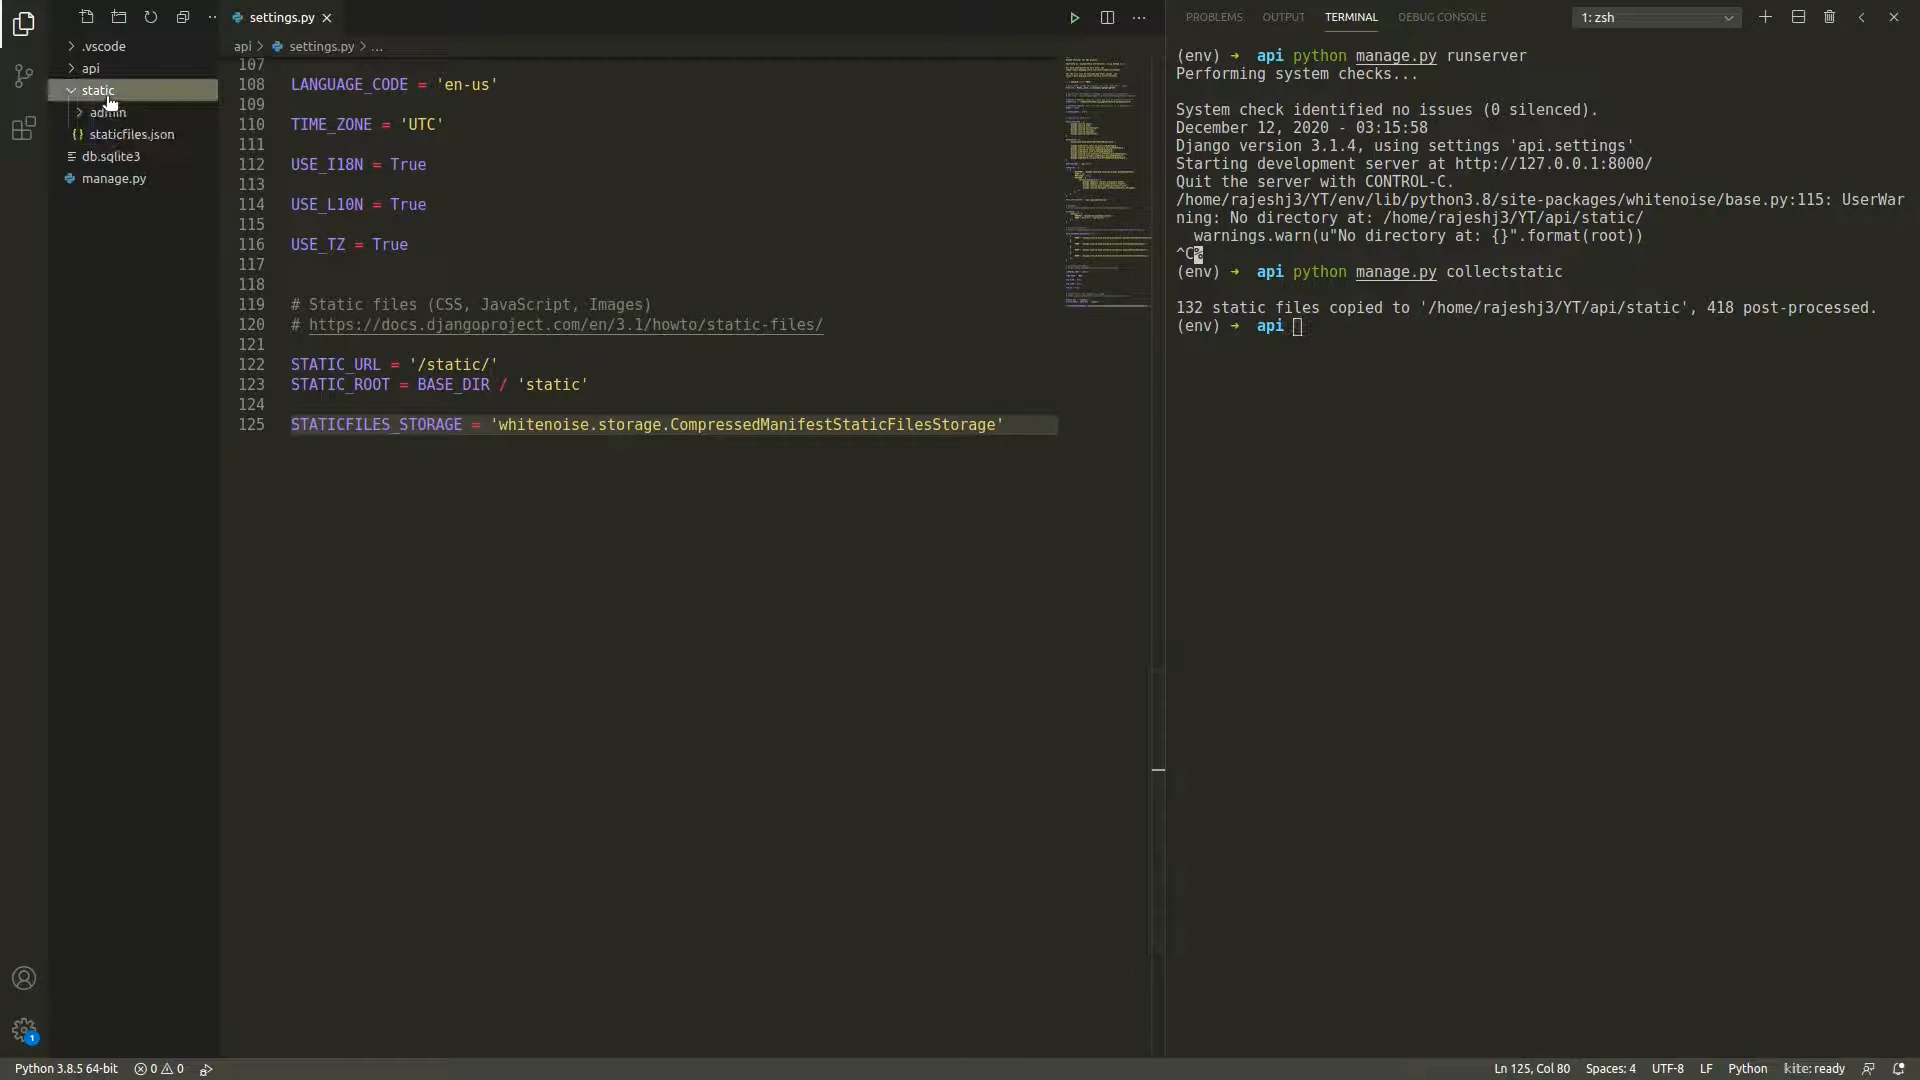 settings.py
PROBLEMS OUTPUT TERMINAL DEBUG CONSOLE 1: zsh
.vscode
api
static
admin
staticfiles.json
db.sqlite3
manage.py
api > settings.py > ...
107
108 LANGUAGE_CODE = 'en-us'
109
110 TIME_ZONE = 'UTC'
111
112 USE_I18N = True
113
114 USE_L10N = True
115
116 USE_TZ = True
117
118
119 # Static files (CSS, JavaScript, Images)
120 # https://docs.djangoproject.com/en/3.1/howto/static-files/
121
122 STATIC_URL = '/static/'
123 STATIC_ROOT = BASE_DIR / 'static'
124
125 STATICFILES_STORAGE = 'whitenoise.storage.CompressedManifestStaticFilesStorage'
(env) → api python manage.py runserver
Performing system checks...
System check identified no issues (0 silenced).
December 12, 2020 - 03:15:58
Django version 3.1.4, using settings 'api.settings'
Starting development server at http://127.0.0.1:8000/
Quit the server with CONTROL-C.
/home/rajeshj3/YT/env/lib/python3.8/site-packages/whitenoise/base.py:115: UserWar
ning: No directory at: /home/rajeshj3/YT/api/static/
warnings.warn(u"No directory at: {}".format(root))
^C%
(env) → api python manage.py collectstatic
132 static files copied to '/home/rajeshj3/YT/api/static', 418 post-processed.
(env) → api
1
Python 3.8.5 64-bit 0 0 Ln 125, Col 80 Spaces: 4 UTF-8 LF Python kite: ready